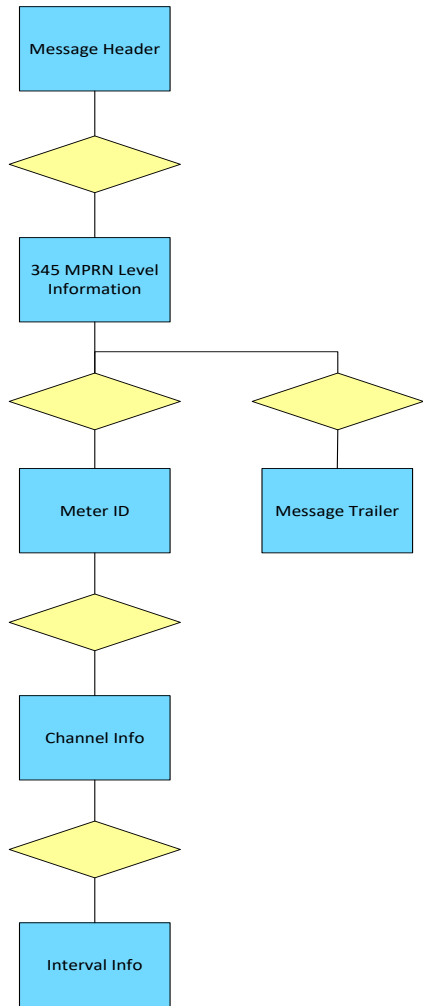 Message Header
345 MPRN Level
Information
Meter ID
Message Trailer
Channel Info
Interval Info